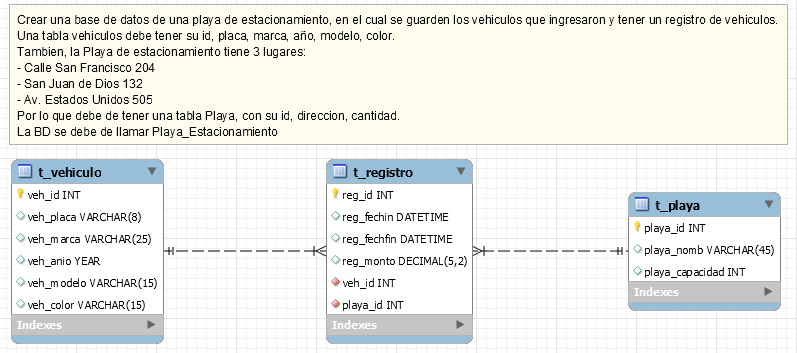 Crear una base de datos de una playa de estacionamiento, en el cual se guarden los vehiculos que ingresaron y tener un registro de vehiculos.
Una tabla vehiculos debe tener su id, placa, marca, año, modelo, color.
Tambien, la Playa de estacionamiento tiene 3 lugares:
- Calle San Francisco 204
- San Juan de Dios 132
- Av. Estados Unidos 505
Por lo que debe de tener una tabla Playa, con su id, direccion, cantidad.
La BD se debe de llamar Playa_Estacionamiento
t_vehiculo
veh_id INT
veh_placa VARCHAR(8)
veh_marca VARCHAR(25)
veh_anio YEAR
veh_modelo VARCHAR(15)
veh_color VARCHAR(15)
Indexes
t_registro
reg_id INT
reg_fechin DATETIME
reg_fechfin DATETIME
reg_monto DECIMAL(5,2)
veh_id INT
playa_id INT
Indexes
t_playa
playa_id INT
playa_nomb VARCHAR(45)
playa_capacidad INT
Indexes